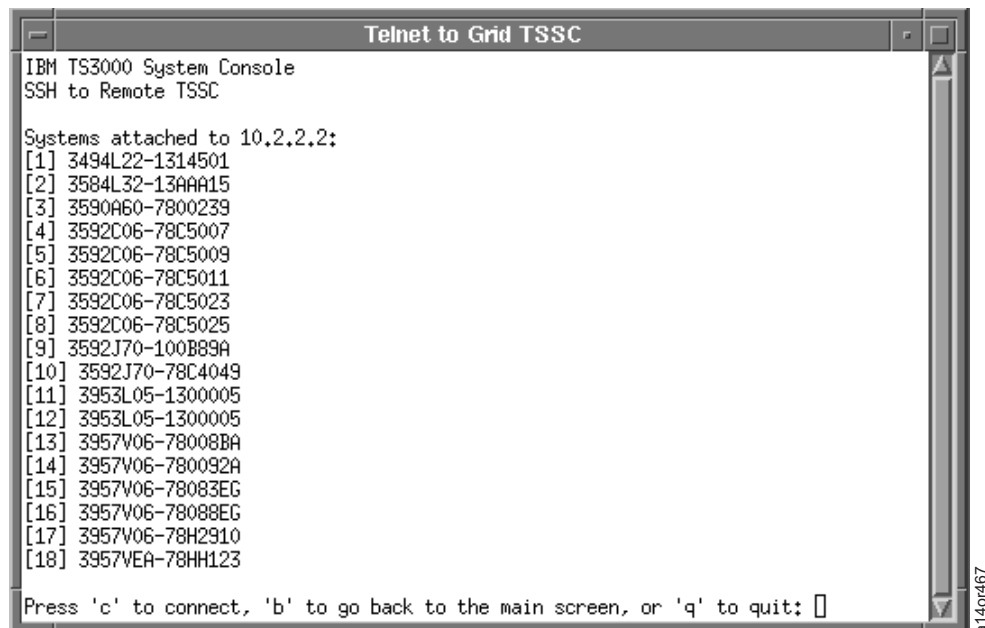 Telnet to Grid TSSC
IBM TS3000 System Console
SSH to Remote TSSC
Systems attached to 10.2.2.2:
[1] 3494L22-1314501
[2] 3584L32-13AAA15
[3] 3590A60-7800239
[4] 3592C06-78C5007
[5] 3592C06-78C5009
[6] 3592C06-78C5011
[7] 3592C06-78C5023
[8] 3592C06-78C5025
[9] 3592J70-100B89A
[10] 3592J70-78C4049
[11] 3953L05-1300005
[12] 3953L05-1300005
[13] 3957V06-78008BA
[14] 3957V06-780092A
[15] 3957V06-78083EG
[16] 3957V06-78088EG
[17] 3957V06-78H2910
[18] 3957VEA-78HH123
Press 'c' to connect, 'b' to go back to the main screen, or 'q' to quit: